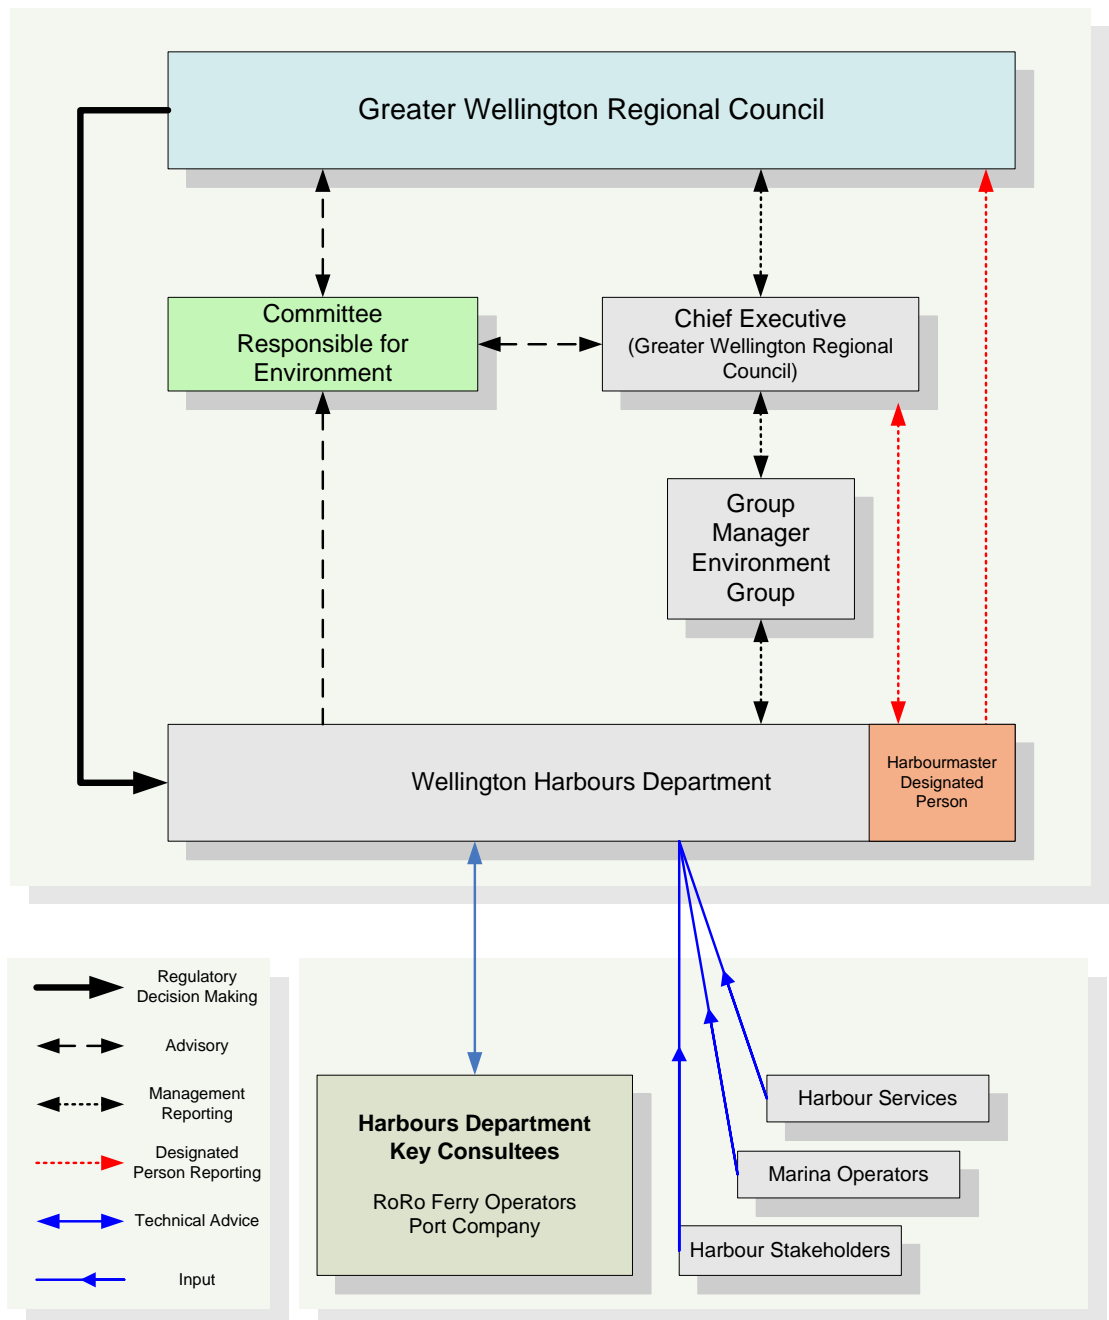 Greater Wellington Regional Council
Committee
Responsible for
Environment
Chief Executive
(Greater Wellington Regional
Council)
Group
Manager
Environment
Group
Wellington Harbours Department
Harbourmaster
Designated
Person
Regulatory
Decision Making
Advisory
Management
Reporting
Designated
Person Reporting
Technical Advice
Input
Harbours Department
Key Consultees
RoRo Ferry Operators
Port Company
Harbour Services
Marina Operators
Harbour Stakeholders